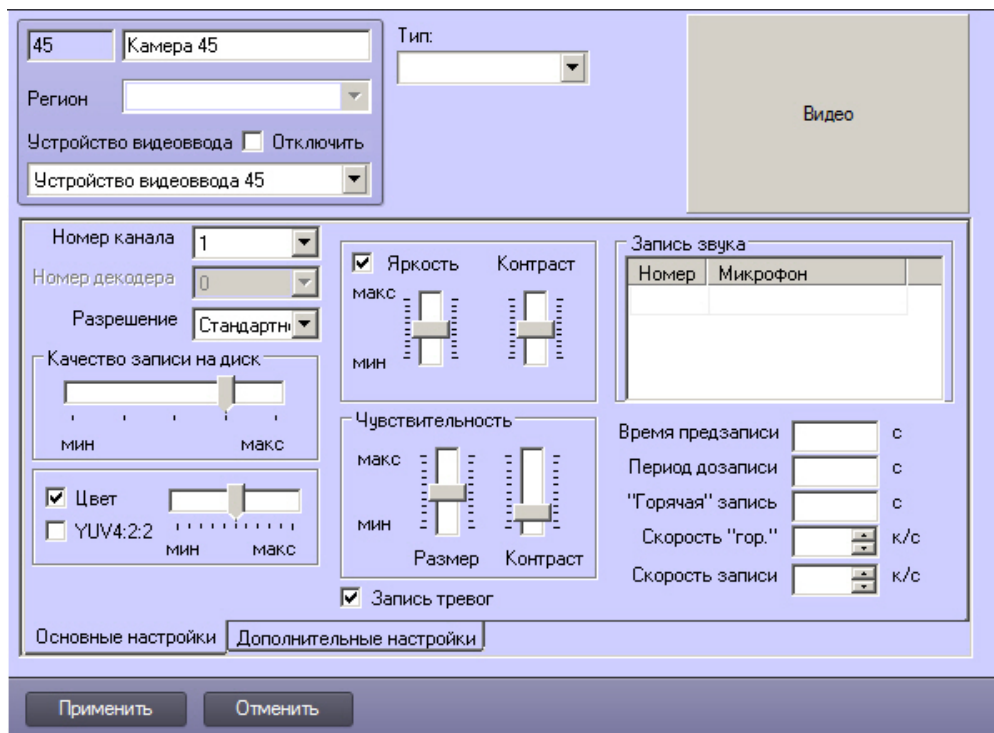 45 Камера 45
Тип:
Регион
Видео
Устройство видеоввода Отключить
Устройство видеоввода 45
Номер канала 1
Номер декодера 0
Разрешение Стандартн
Качество записи на диск
мин макс
Цвет
YUV4:2:2
мин макс
Яркость Контраст
макс
мин
Чувствительность
макс
мин
Размер Контраст
Запись тревог
Запись звука
Номер Микрофон
Время предзаписи с
Период дозаписи с
"Горячая" запись с
Скорость "гор." к/с
Скорость записи к/с
Основные настройки Дополнительные настройки
Применить Отменить